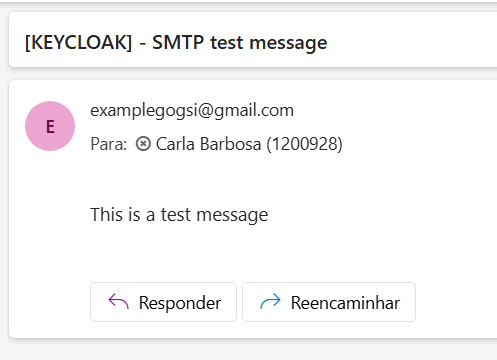 [KEYCLOAK] - SMTP test message
E
examplegogsi@gmail.com
Para: Carla Barbosa (1200928)
This is a test message
Responder
Reencaminhar